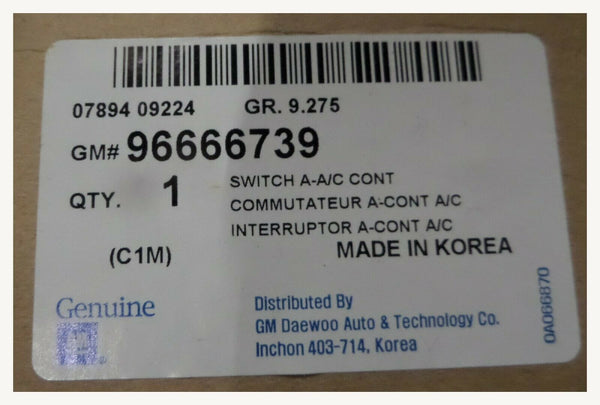 07894 09224 GR. 9.275
GM# 96666739
QTY. 1
SWITCH A-A/C CONT
COMMUTATEUR A-CONT A/C
INTERRUPTOR A-CONT A/C
(C1M) MADE IN KOREA
Genuine
Distributed By
GM Daewoo Auto & Technology Co.
Inchon 403-714, Korea
0A066870